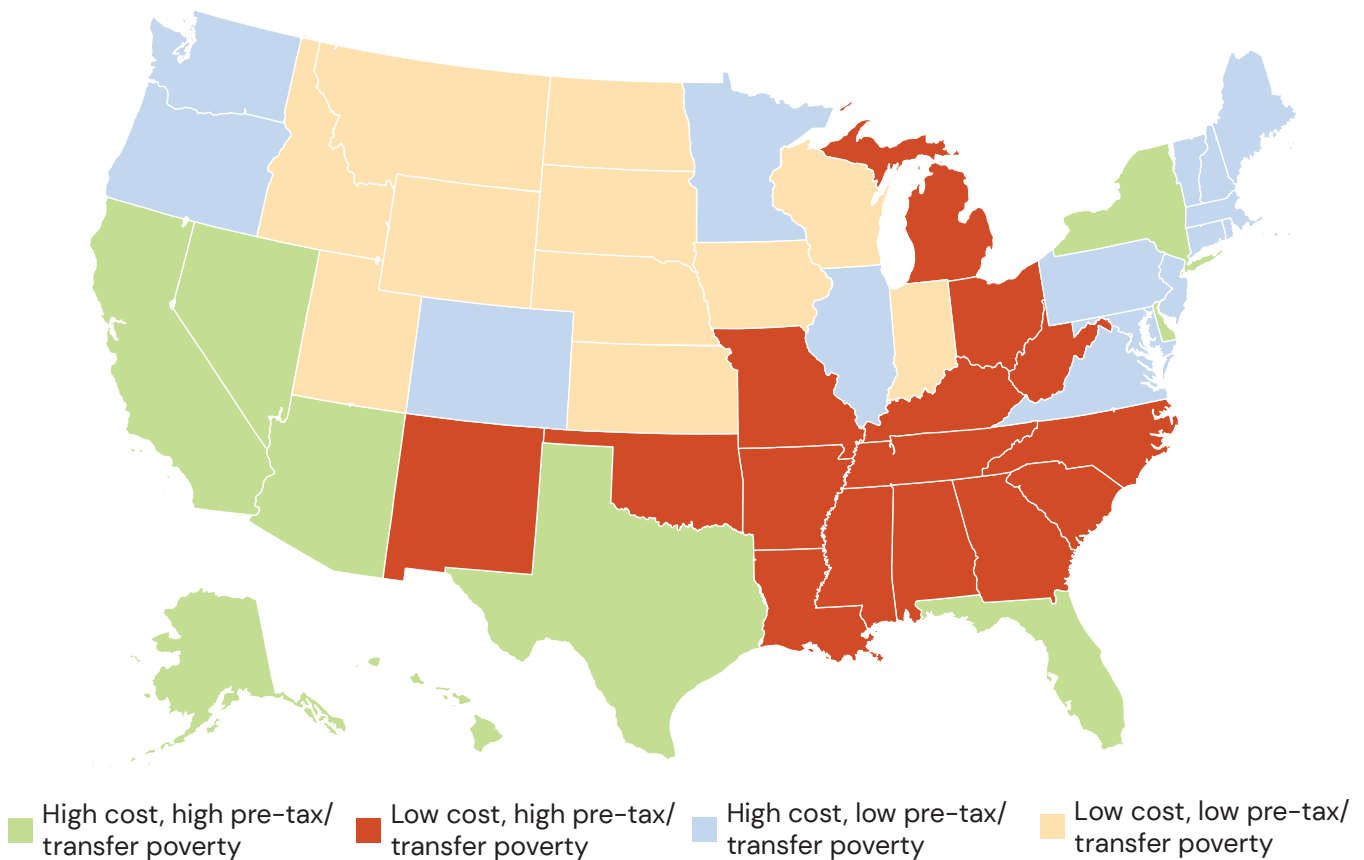 High cost, high pre-tax/
transfer poverty
Low cost, high pre-tax/
transfer poverty
High cost, low pre-tax/
transfer poverty
Low cost, low pre-tax/
transfer poverty